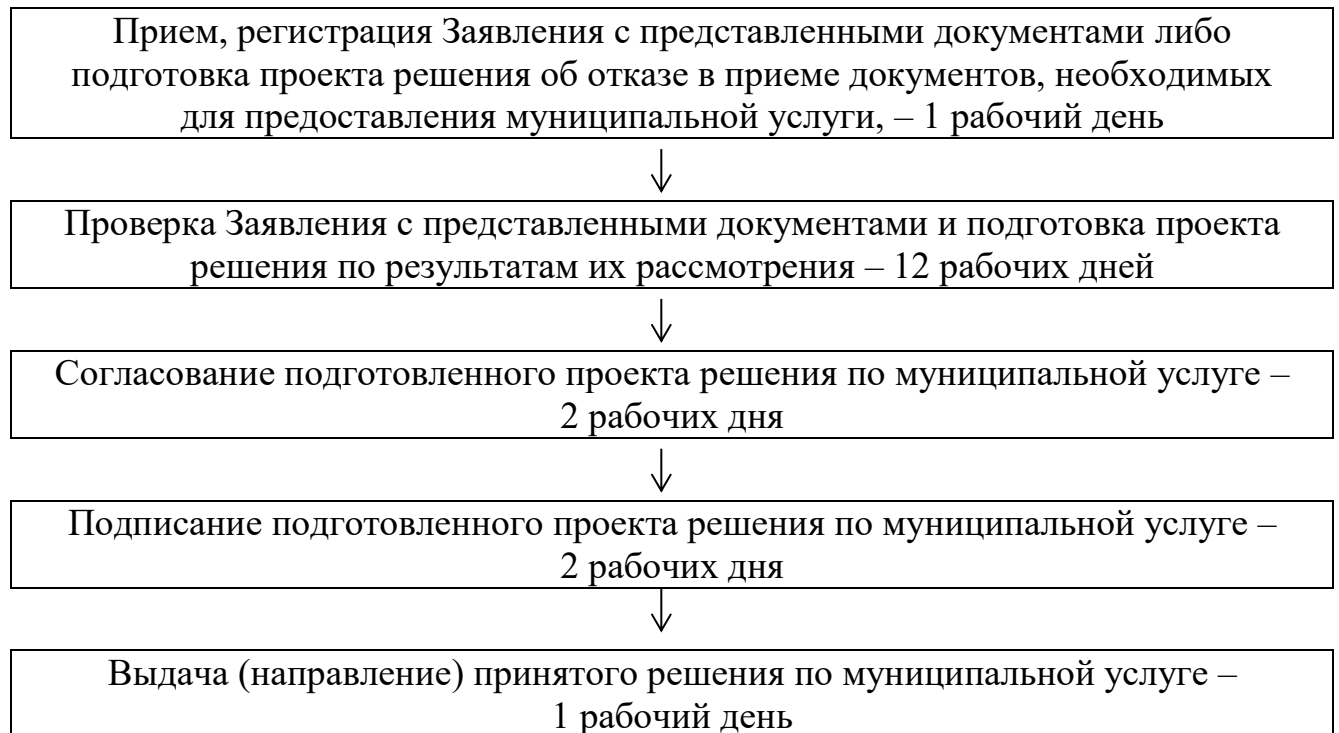 Прием, регистрация Заявления с представленными документами либо
подготовка проекта решения об отказе в приеме документов, необходимых
для предоставления муниципальной услуги, – 1 рабочий день
Проверка Заявления с представленными документами и подготовка проекта
решения по результатам их рассмотрения – 12 рабочих дней
Согласование подготовленного проекта решения по муниципальной услуге –
2 рабочих дня
Подписание подготовленного проекта решения по муниципальной услуге –
2 рабочих дня
Выдача (направление) принятого решения по муниципальной услуге –
1 рабочий день